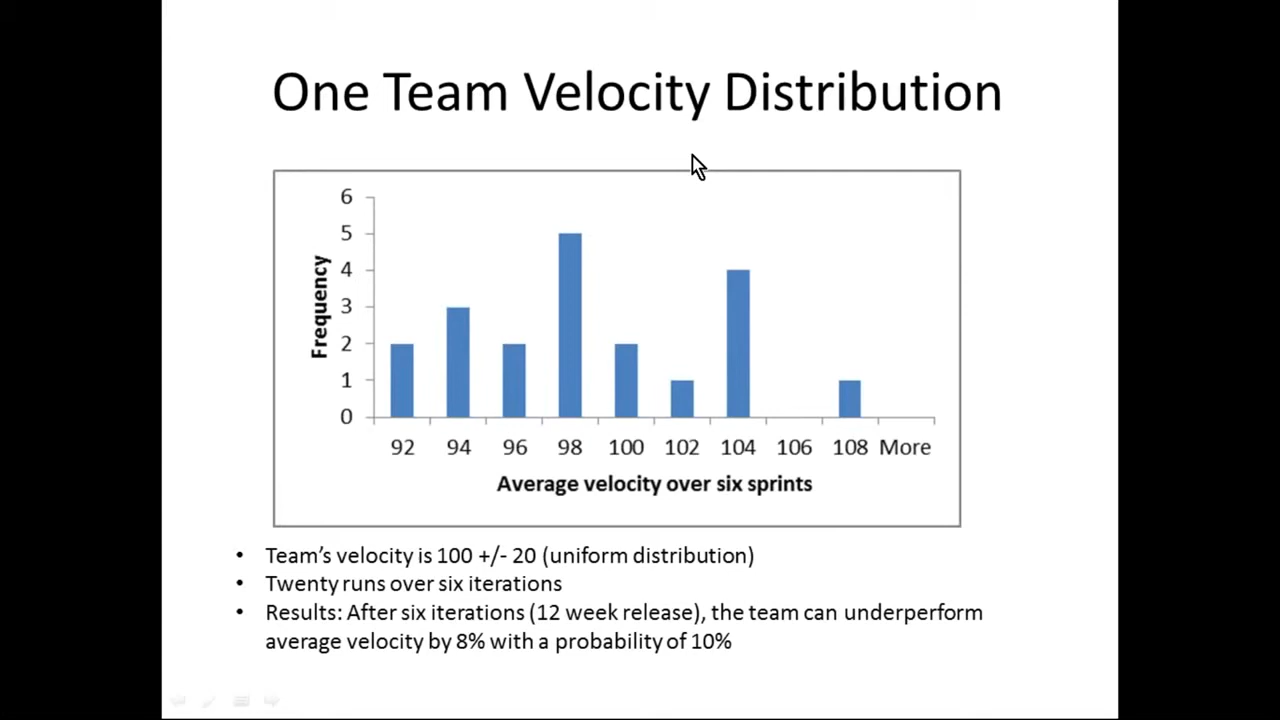 One Team Velocity Distribution
6
5
4
3
2
1
0
Frequency
92 94 96 98 100 102 104 106 108 More
Average velocity over six sprints
• Team’s velocity is 100 +/- 20 (uniform distribution)
• Twenty runs over six iterations
• Results: After six iterations (12 week release), the team can underperform
average velocity by 8% with a probability of 10%